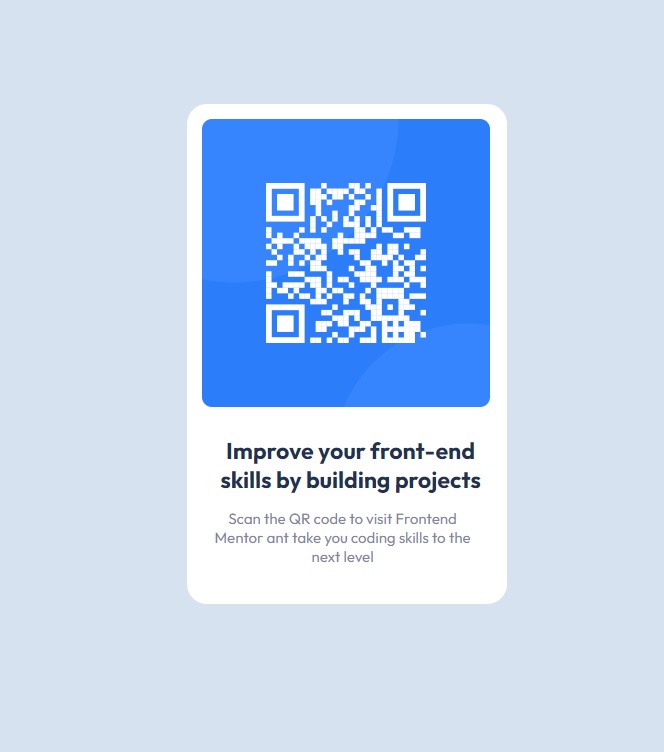 Improve your front-end
skills by building projects
Scan the QR code to visit Frontend
Mentor ant take you coding skills to the
next level